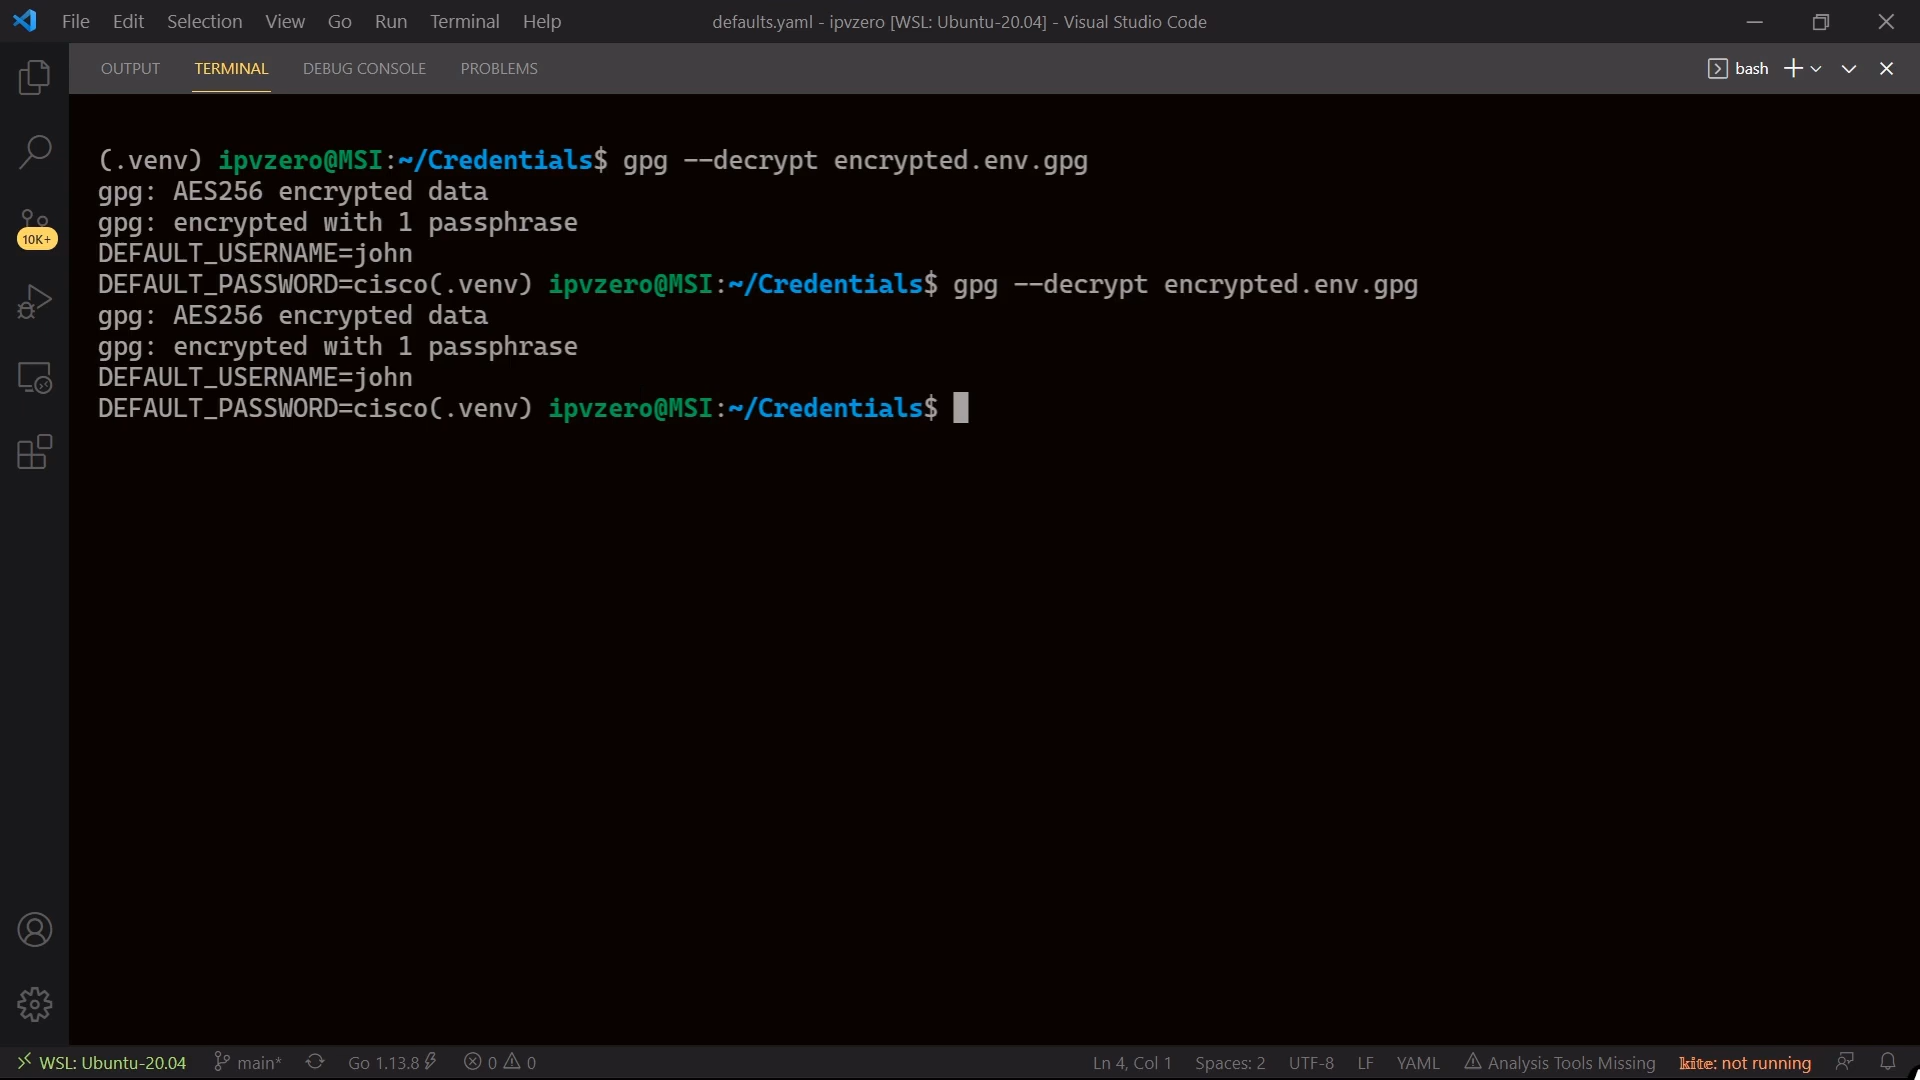 File Edit Selection View Go Run Terminal Help defaults.yaml - ipvzero [WSL: Ubuntu-20.04] - Visual Studio Code
OUTPUT TERMINAL DEBUG CONSOLE PROBLEMS bash
(.venv) ipvzero@MSI:~/Credentials$ gpg --decrypt encrypted.env.gpg
gpg: AES256 encrypted data
gpg: encrypted with 1 passphrase
DEFAULT_USERNAME=john
DEFAULT_PASSWORD=cisco(.venv) ipvzero@MSI:~/Credentials$ gpg --decrypt encrypted.env.gpg
gpg: AES256 encrypted data
gpg: encrypted with 1 passphrase
DEFAULT_USERNAME=john
DEFAULT_PASSWORD=cisco(.venv) ipvzero@MSI:~/Credentials$
10K+
WSL: Ubuntu-20.04 main* Go 1.13.8 0 0 Ln 4, Col 1 Spaces: 2 UTF-8 LF YAML Analysis Tools Missing kite: not running